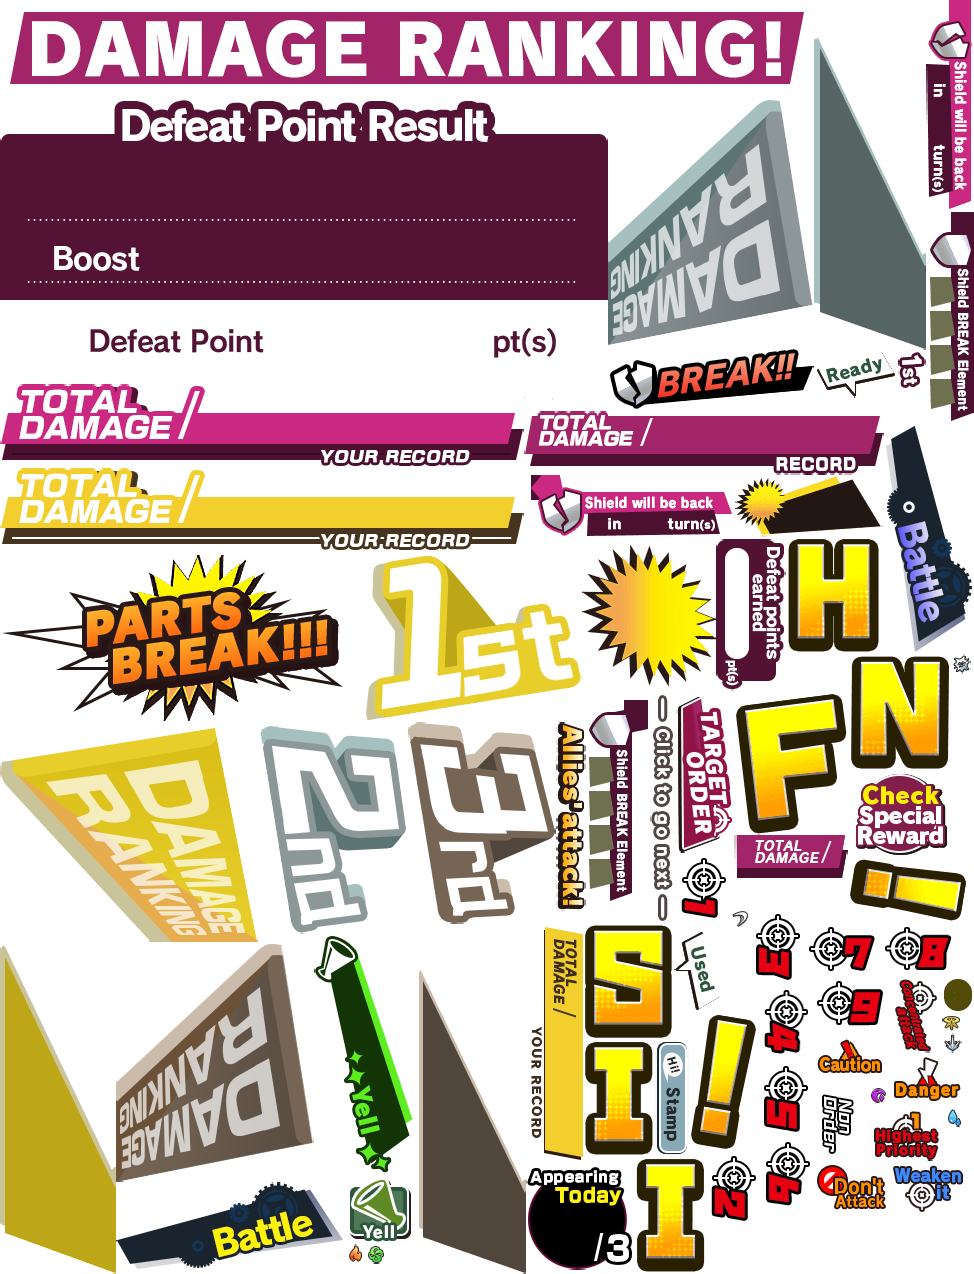 DAMAGE RANKING!
Defeat Point Result
Boost
Defeat Point
pt(s)
DAMAGE
RANKING
Shield will be back
in
turn(s)
Shield BREAK Element
BREAK!!
Ready
1st
TOTAL
DAMAGE /
YOUR RECORD
TOTAL
DAMAGE /
RECORD
TOTAL
DAMAGE /
YOUR RECORD
Shield will be back
in
turn(s)
Battle
PARTS
BREAK!!!
1st
Defeat points
earned
pt(s)
H
N
F
DAMAGE
RANKING
2nd
3rd
Allies' attack!
Shield BREAK Element
Click to go next
TARGET
ORDER
Check
Special
Reward
TOTAL
DAMAGE /
!
1
DAMAGE
RANKING
Yell
TOTAL
DAMAGE /
YOUR RECORD
S
Used
3
7
8
4
9
Concentrated
attack
I
Hi!
Stamp
!
Caution
Danger
5
Non
Order
1
Highest
Priority
Battle
Yell
Appearing
Today
/3
I
2
6
Don't
Attack
Weaken
it